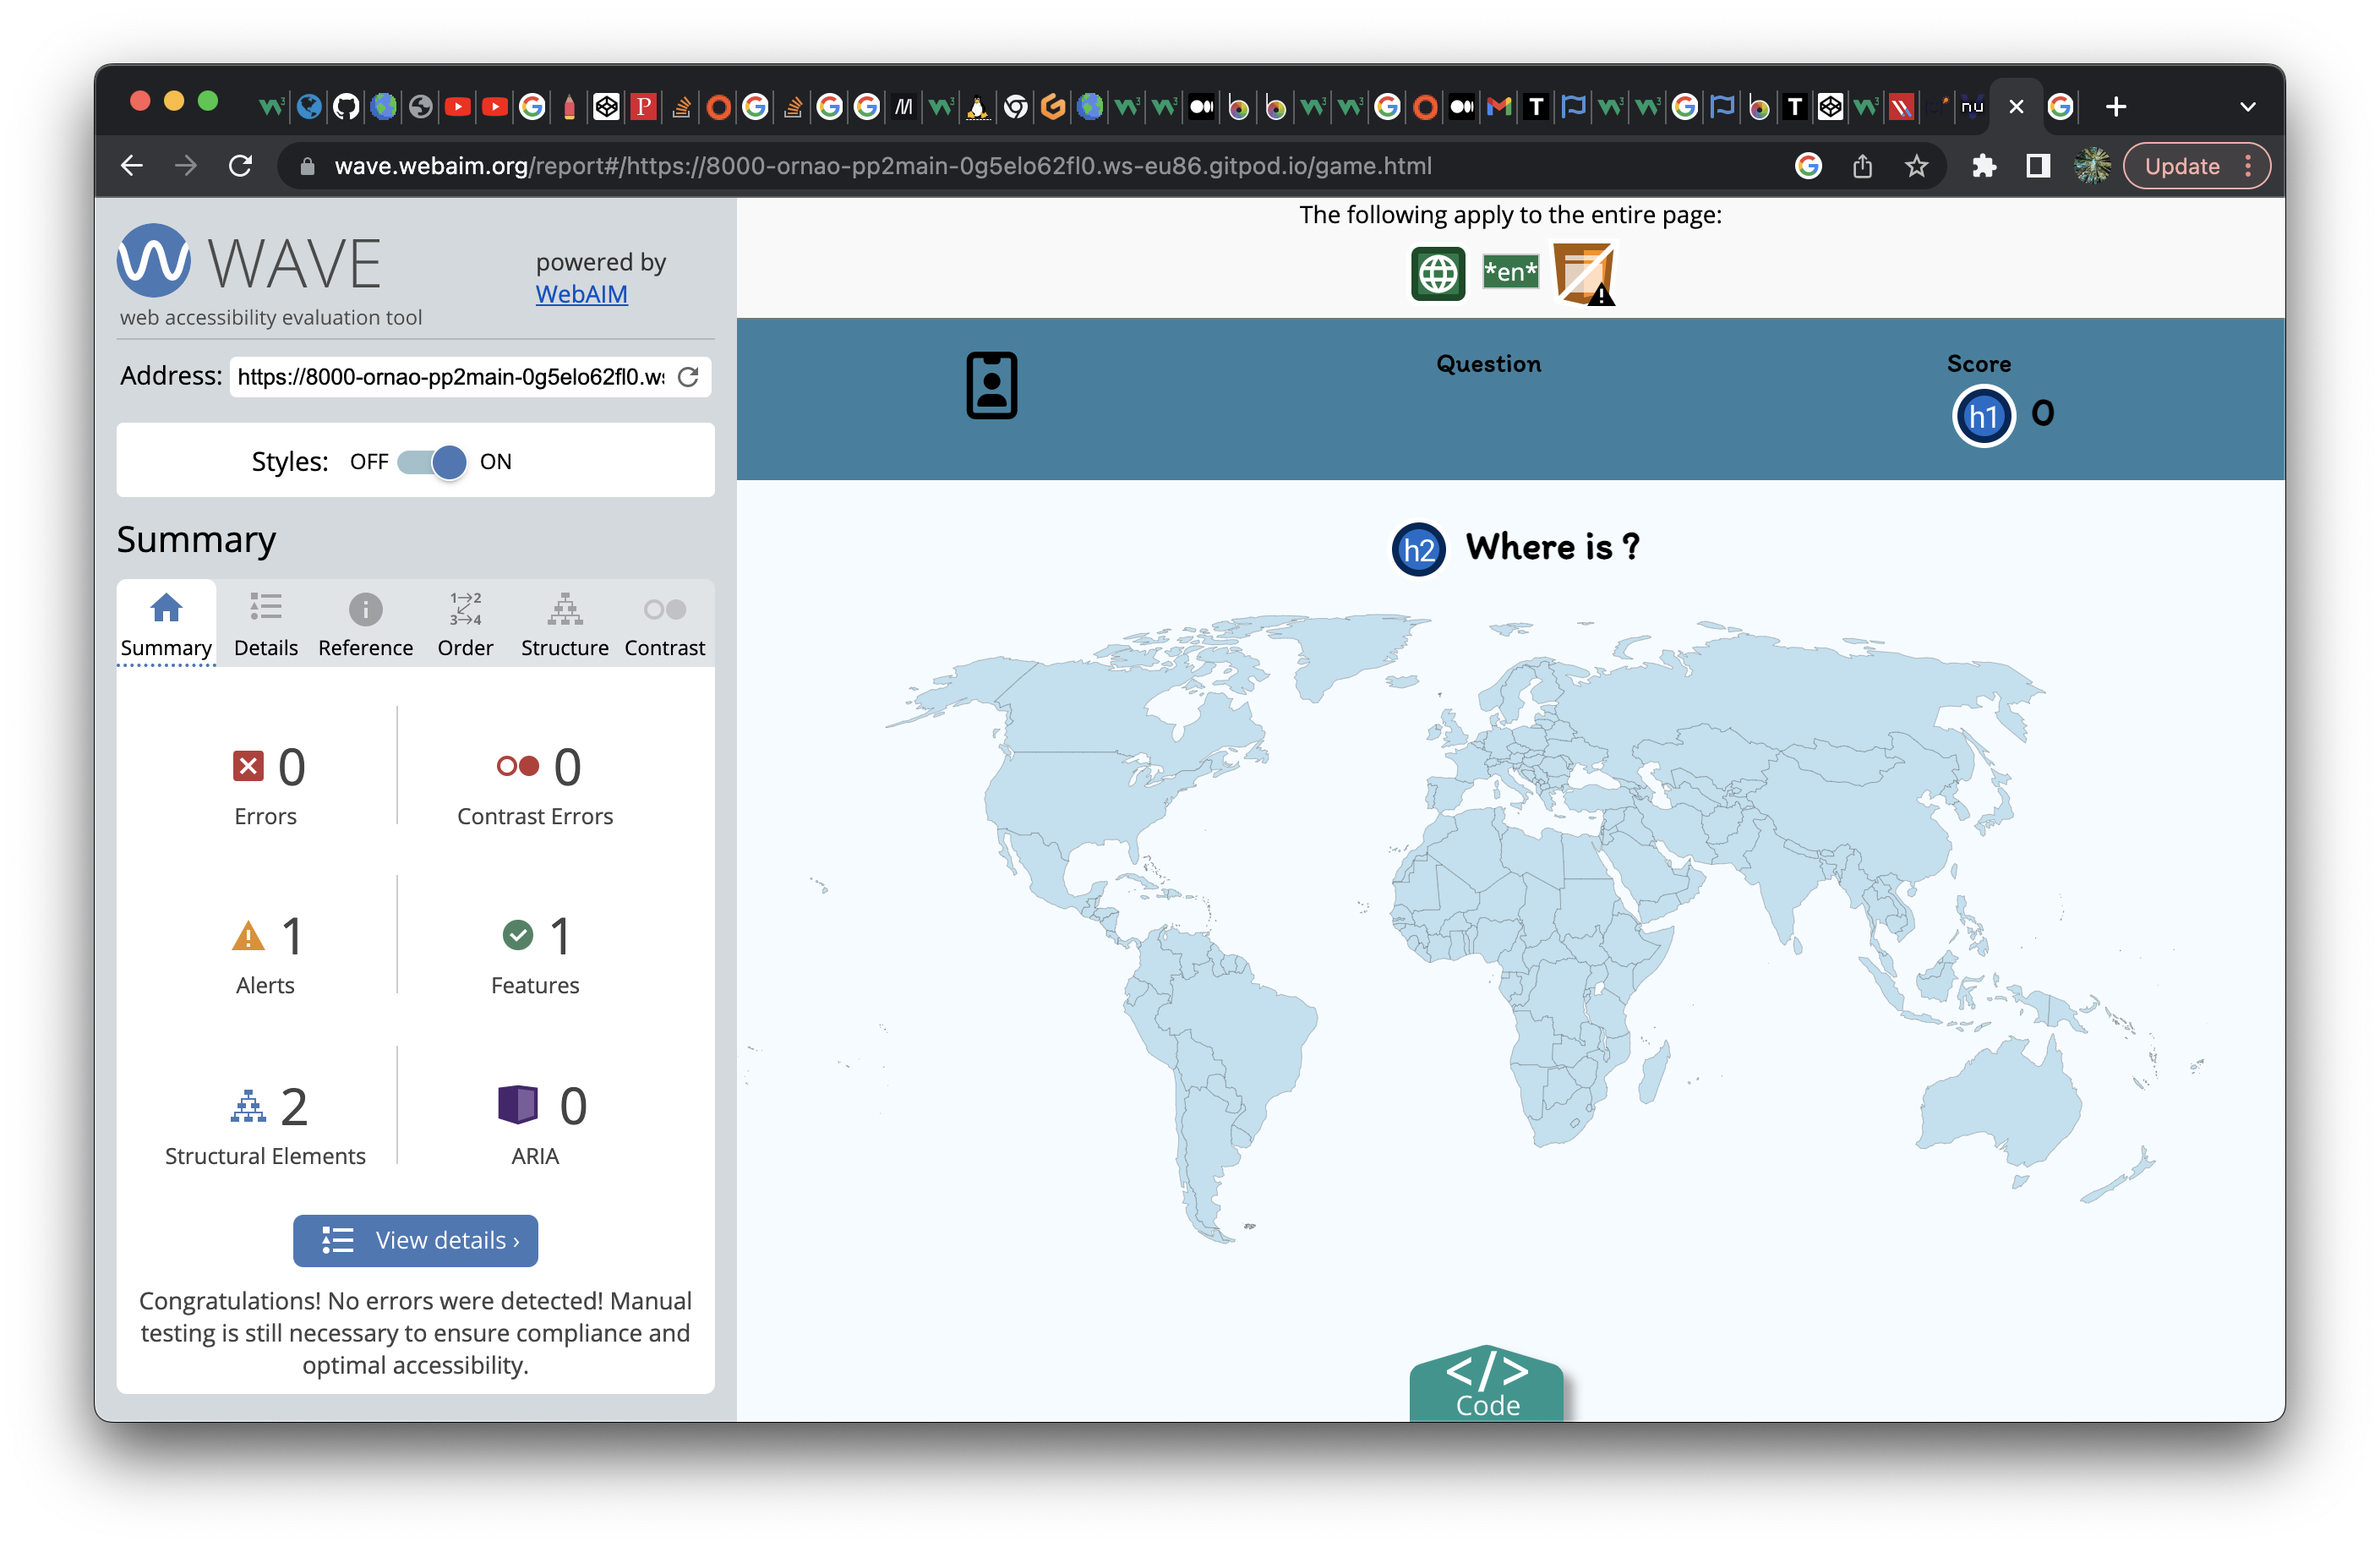 wave.webaim.org/report#/https://8000-ornao-pp2main-0g5elo62fl0.ws-eu86.gitpod.io/game.html
Update
WAVE
web accessibility evaluation tool
powered by
WebAIM
Address: https://8000-ornao-pp2main-0g5elo62fl0.ws
Styles: OFF ON
Summary
Summary Details Reference Order Structure Contrast
0 Errors
0 Contrast Errors
1 Alerts
1 Features
2 Structural Elements
0 ARIA
View details ›
Congratulations! No errors were detected! Manual
testing is still necessary to ensure compliance and
optimal accessibility.
The following apply to the entire page:
*en*
Question
Score
h1 0
h2 Where is ?
</>
Code